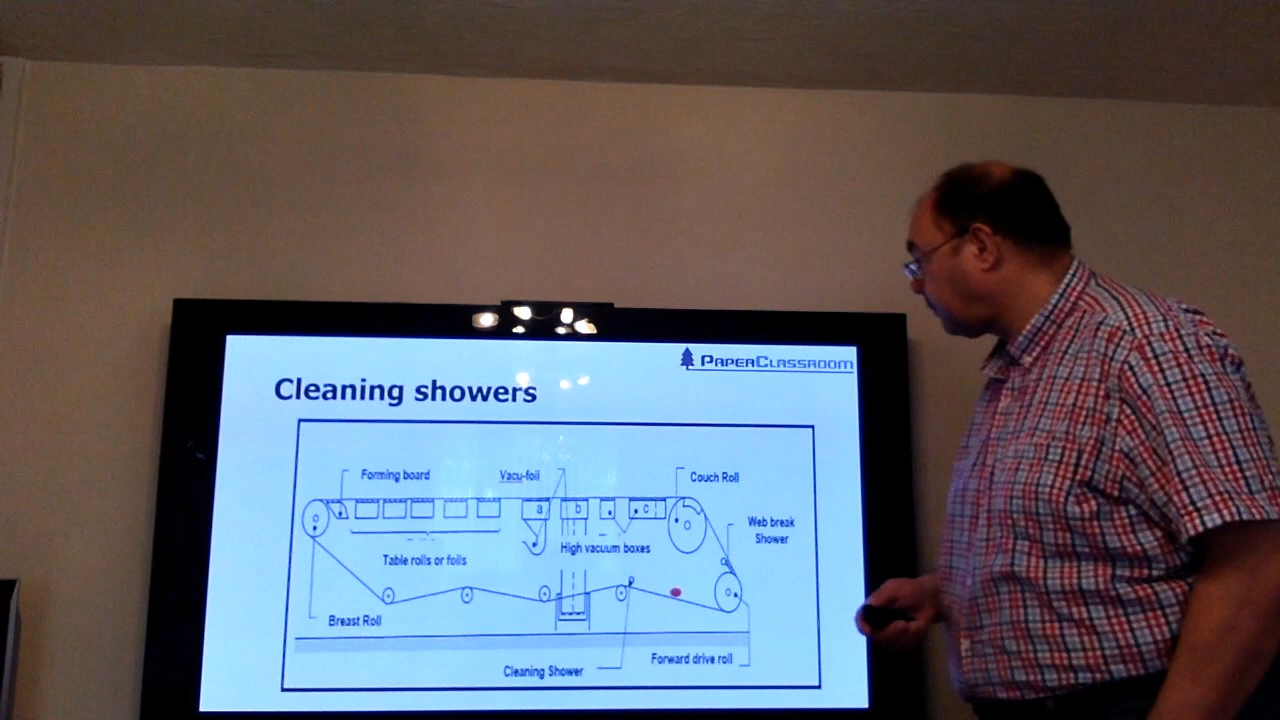 PAPERCLASSROOM
Cleaning showers
Forming board
Vacu-foil
Couch Roll
a
b
c
Web break
Shower
High vacuum boxes
Table rolls or foils
Breast Roll
Forward drive roll
Cleaning Shower